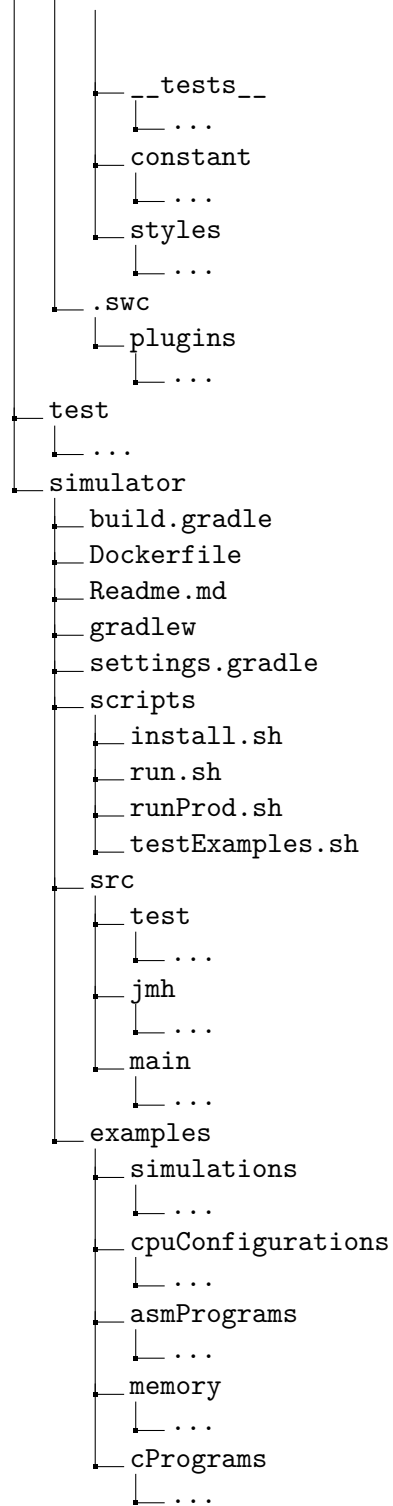 __tests__
...
constant
...
styles
...
.swc
plugins
...
test
...
simulator
build.gradle
Dockerfile
Readme.md
gradlew
settings.gradle
scripts
install.sh
run.sh
runProd.sh
testExamples.sh
src
test
...
jmh
...
main
...
examples
simulations
...
cpuConfigurations
...
asmPrograms
...
memory
...
cPrograms
...